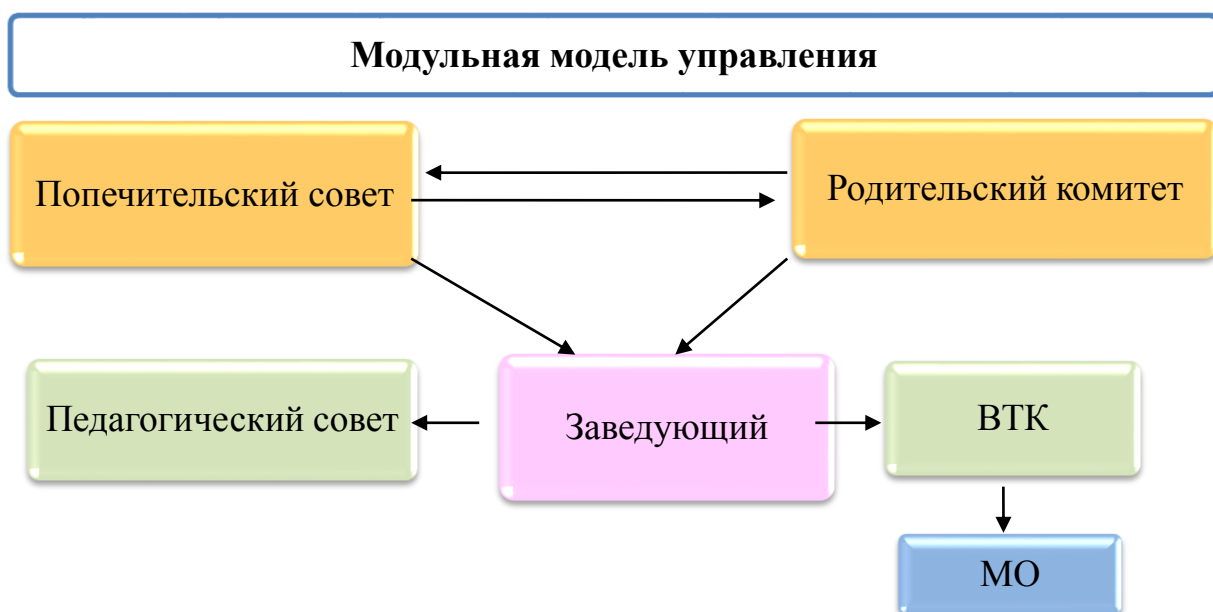 Модульная модель управления
Попечительский совет
Родительский комитет
Педагогический совет
Заведующий
ВТК
МО